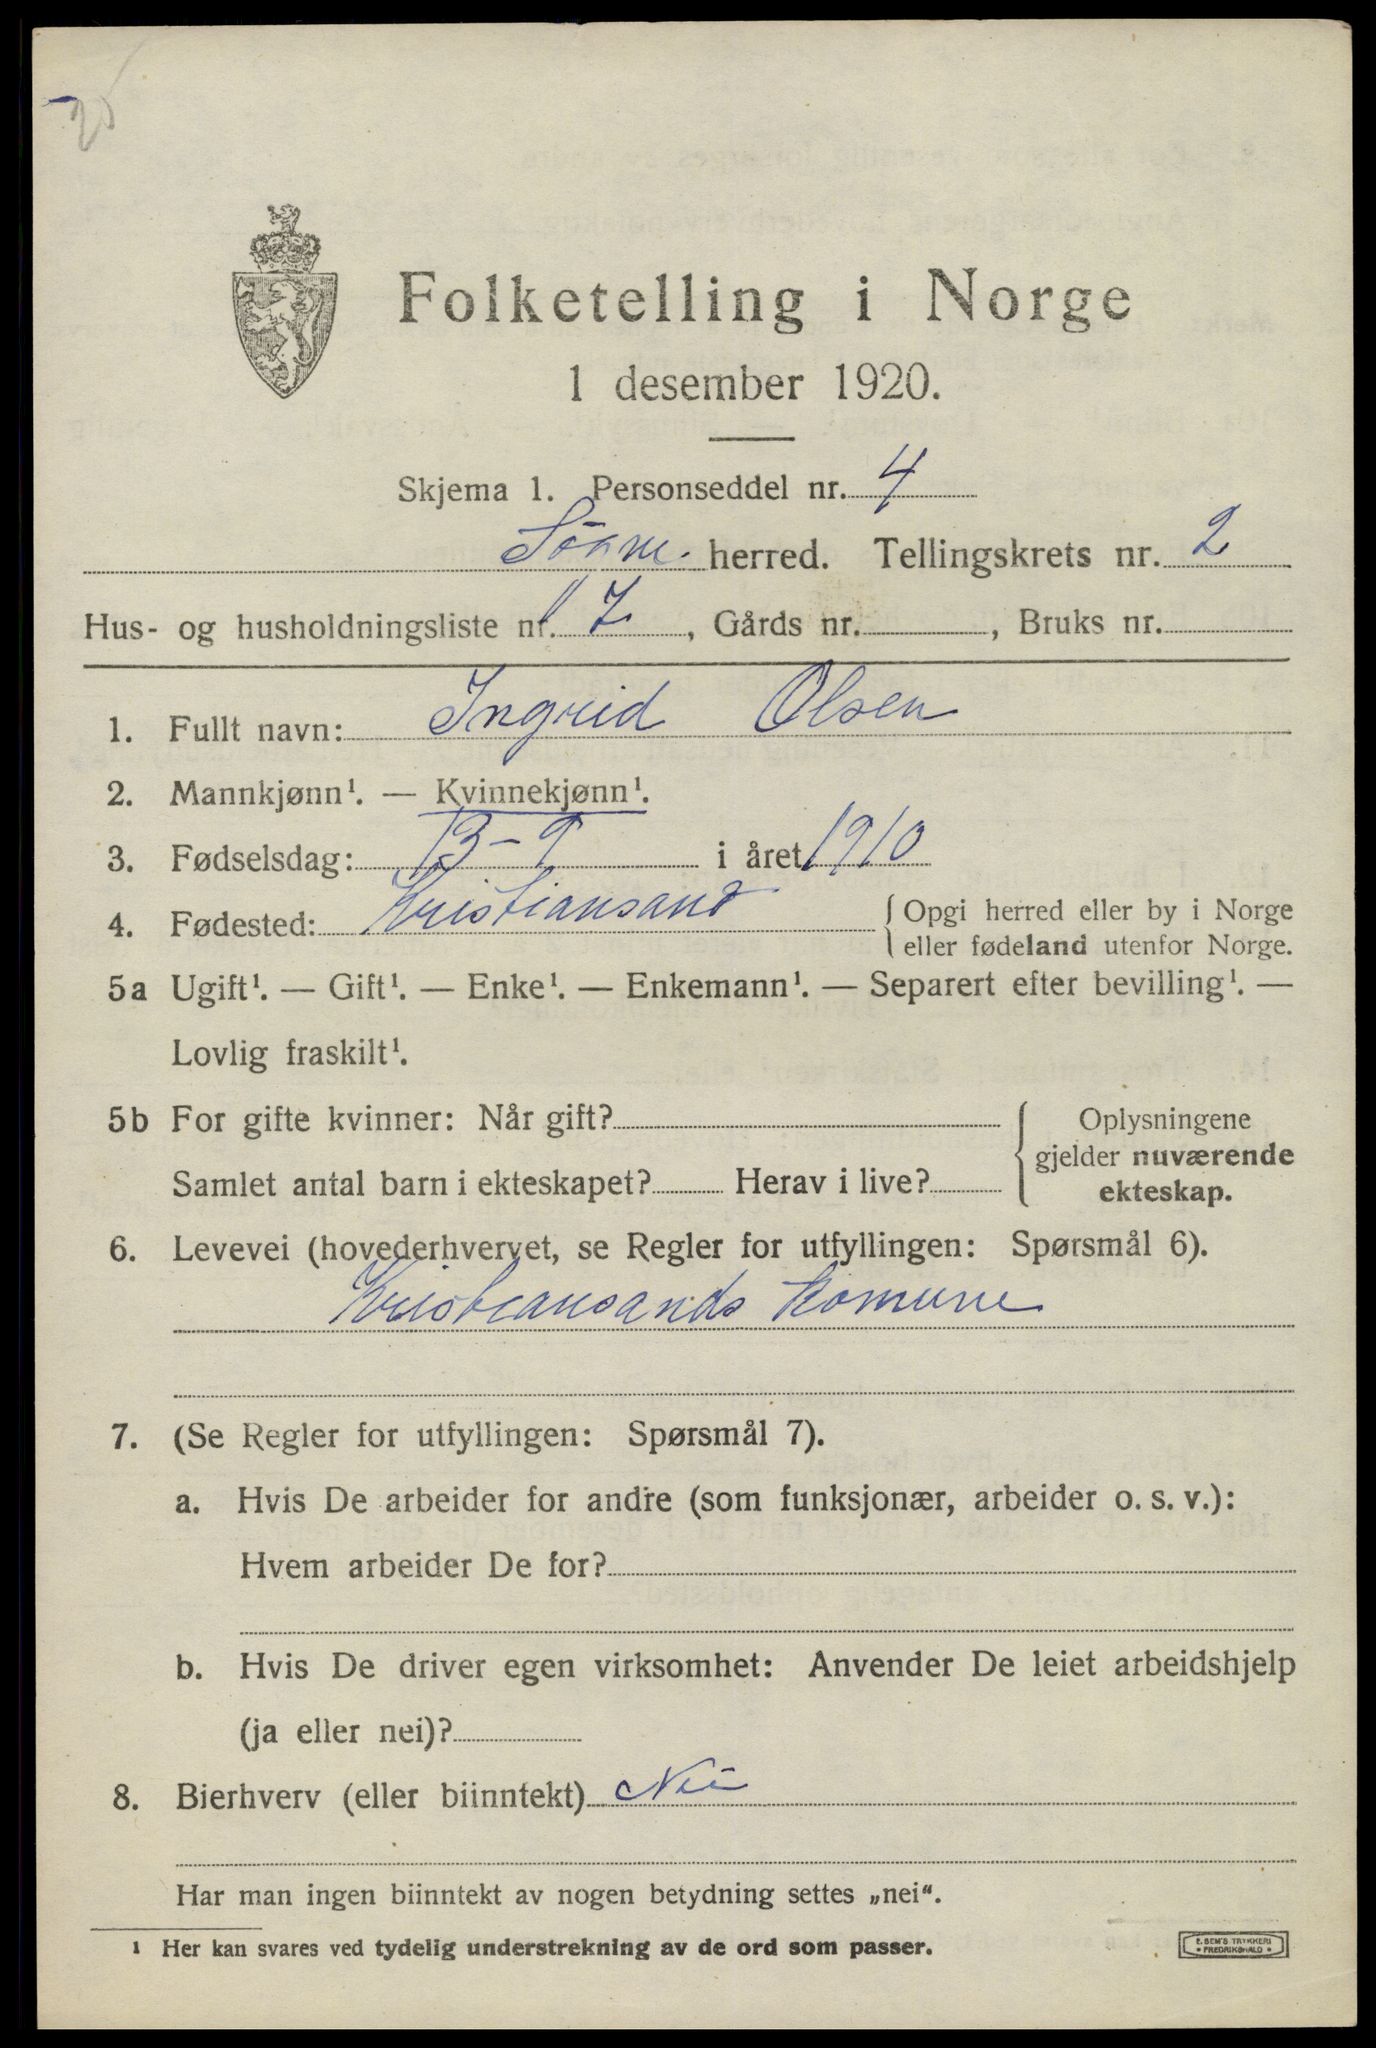 25
Folketelling i Norge
1 desember 1920.
Skjema 1. Personseddel nr. 4
Søgne herred. Tellingskrets nr. 2
Hus- og husholdningsliste nr. 17, Gårds nr. , Bruks nr.
1. Fullt navn: Ingrid Olsen
2. Mannkjønn¹. — Kvinnekjønn¹.
3. Fødselsdag: 13-9 i året 1910
4. Fødested: Kristiansand { Opgi herred eller by i Norge
eller fødeland utenfor Norge.
5a Ugift¹. — Gift¹. — Enke¹. — Enkemann¹. — Separert efter bevilling¹. —
Lovlig fraskilt¹.
5b For gifte kvinner: Når gift?
Samlet antal barn i ekteskapet? Herav i live?
Oplysningene
gjelder nuværende
ekteskap.
6. Levevei (hovederhvervet, se Regler for utfyllingen: Spørsmål 6).
Kristiansands Komune
7. (Se Regler for utfyllingen: Spørsmål 7).
a. Hvis De arbeider for andre (som funksjonær, arbeider o. s. v.):
Hvem arbeider De for?
b. Hvis De driver egen virksomhet: Anvender De leiet arbeidshjelp
(ja eller nei)?
8. Bierhverv (eller biinntekt) Nei
Har man ingen biinntekt av nogen betydning settes „nei“.
¹ Her kan svares ved tydelig understrekning av de ord som passer.
E. SEM'S TRYKKERI
• FREDRIKSHALD •